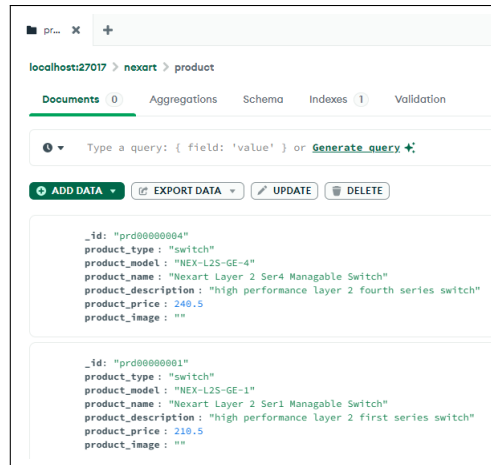 pr...
localhost:27017 > nexart > product
Documents 0 Aggregations Schema Indexes 1 Validation
Type a query: { field: 'value' } or Generate query
ADD DATA EXPORT DATA UPDATE DELETE
_id: "prd00000004"
product_type : "switch"
product_model : "NEX-L2S-GE-4"
product_name : "Nexart Layer 2 Ser4 Managable Switch"
product_description : "high performance layer 2 fourth series switch"
product_price : 240.5
product_image : ""
_id: "prd00000001"
product_type : "switch"
product_model : "NEX-L2S-GE-1"
product_name : "Nexart Layer 2 Ser1 Managable Switch"
product_description : "high performance layer 2 first series switch"
product_price : 210.5
product_image : ""